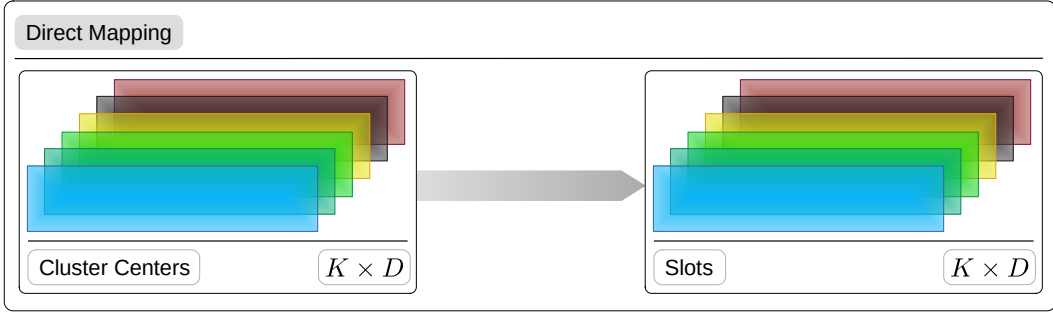 Direct Mapping
Cluster Centers
K × D
Slots
K × D